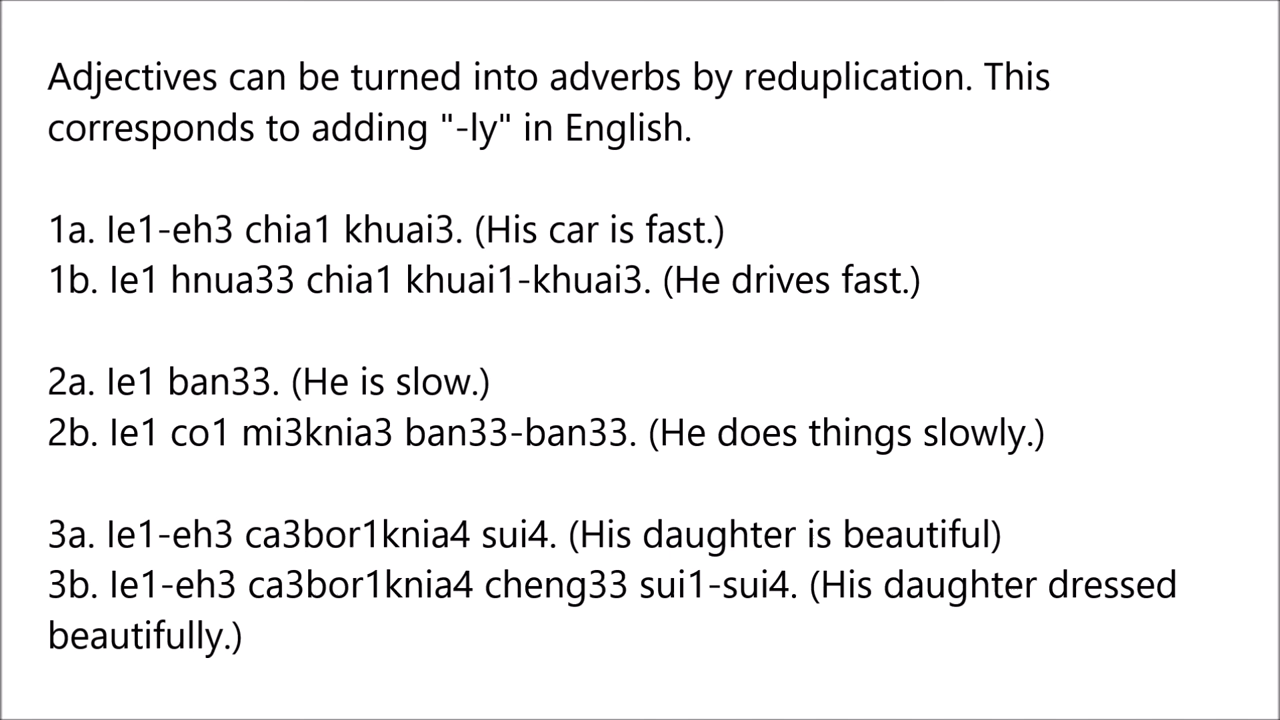 Adjectives can be turned into adverbs by reduplication. This
corresponds to adding "-ly" in English.
1a. Ie1-eh3 chia1 khuai3. (His car is fast.)
1b. Ie1 hnua33 chia1 khuai1-khuai3. (He drives fast.)
2a. Ie1 ban33. (He is slow.)
2b. Ie1 co1 mi3knia3 ban33-ban33. (He does things slowly.)
3a. Ie1-eh3 ca3bor1knia4 sui4. (His daughter is beautiful)
3b. Ie1-eh3 ca3bor1knia4 cheng33 sui1-sui4. (His daughter dressed
beautifully.)